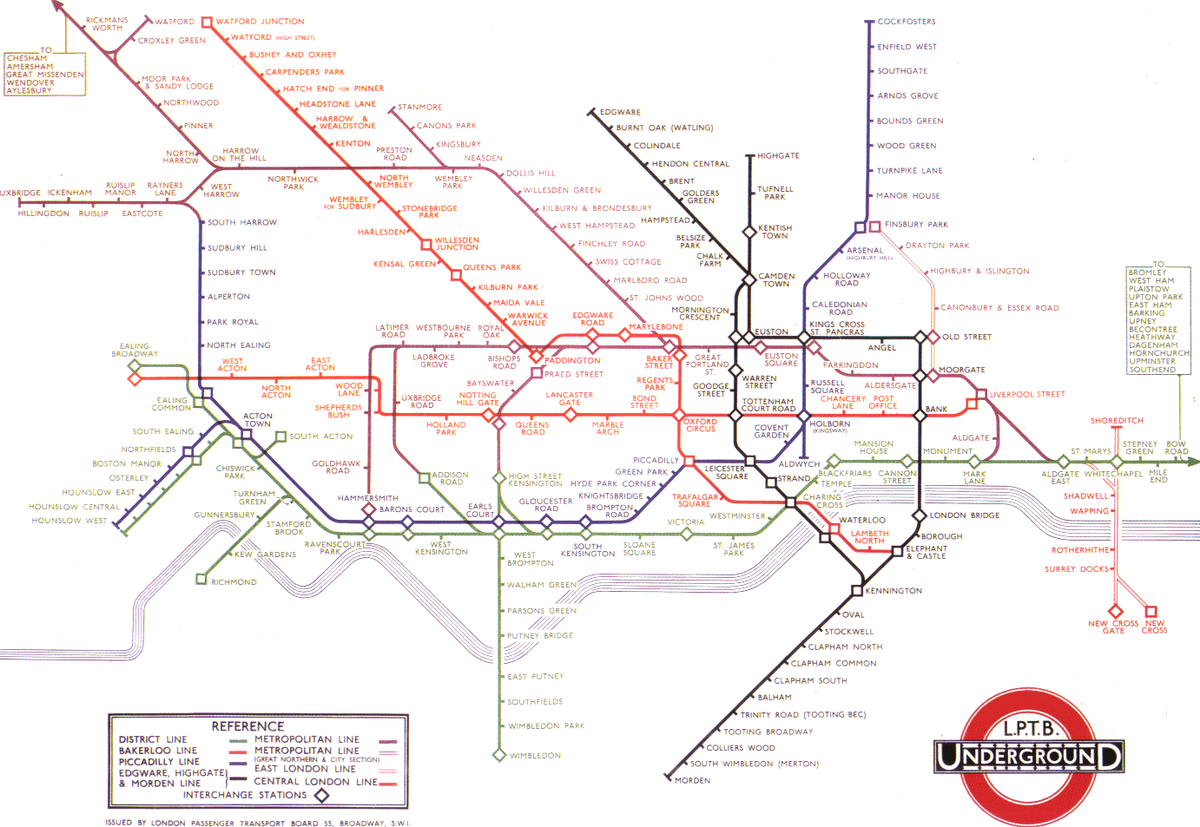 RICKMANS
WORTH
WATFORD
CROXLEY GREEN
TO
CHESHAM
AMERSHAM
GREAT MISSENDEN
WENDOVER
AYLESBURY
MOOR PARK
& SANDY LODGE
NORTHWOOD
PINNER
NORTH
HARROW
HARROW
ON THE HILL
NORTHWICK
PARK
PRESTON
ROAD
WEMBLEY
PARK
NEASDEN
STANMORE
CANONS PARK
KINGSBURY
DOLLIS HILL
WILLESDEN GREEN
KILBURN & BRONDESBURY
WEST HAMPSTEAD
FINCHLEY ROAD
SWISS COTTAGE
MARLBORO ROAD
ST. JOHNS WOOD
WATFORD JUNCTION
WATFORD (HIGH STREET)
BUSHEY AND OXHEY
CARPENDERS PARK
HATCH END FOR PINNER
HEADSTONE LANE
HARROW &
WEALDSTONE
KENTON
NORTH
WEMBLEY
WEMBLEY
FOR SUDBURY
STONEBRIDGE
PARK
HARLESDEN
WILLESDEN
JUNCTION
KENSAL GREEN
QUEENS PARK
KILBURN PARK
MAIDA VALE
WARWICK
AVENUE
PADDINGTON
EDGWARE
ROAD
MARYLEBONE
BAKER
STREET
REGENTS
PARK
OXFORD
CIRCUS
PICCADILLY
TRAFALGAR
SQUARE
UXBRIDGE
HILLINGDON
ICKENHAM
RUISLIP
RUISLIP
MANOR
EASTCOTE
RAYNERS
LANE
WEST
HARROW
SOUTH HARROW
SUDBURY HILL
SUDBURY TOWN
ALPERTON
PARK ROYAL
NORTH EALING
EALING
BROADWAY
EALING
COMMON
WEST
ACTON
NORTH
ACTON
EAST
ACTON
WOOD
LANE
SHEPHERDS
BUSH
HOLLAND
PARK
NOTTING
HILL GATE
QUEENS
ROAD
LANCASTER
GATE
MARBLE
ARCH
BOND
STREET
LATIMER
ROAD
LADBROKE
GROVE
WESTBOURNE
PARK
ROYAL
OAK
BISHOPS
ROAD
PRAED STREET
BAYSWATER
UXBRIDGE
ROAD
GOLDHAWK
ROAD
ADDISON
ROAD
HIGH STREET
KENSINGTON
ACTON
TOWN
SOUTH ACTON
SOUTH EALING
NORTHFIELDS
BOSTON MANOR
OSTERLEY
HOUNSLOW EAST
HOUNSLOW CENTRAL
HOUNSLOW WEST
CHISWICK
PARK
TURNHAM
GREEN
GUNNERSBURY
KEW GARDENS
RICHMOND
STAMFORD
BROOK
RAVENSCOURT
PARK
HAMMERSMITH
BARONS COURT
WEST
KENSINGTON
EARLS
COURT
GLOUCESTER
ROAD
SOUTH
KENSINGTON
BROMPTON
ROAD
KNIGHTSBRIDGE
HYDE PARK CORNER
GREEN PARK
SLOANE
SQUARE
VICTORIA
ST. JAMES
PARK
WESTMINSTER
WEST
BROMPTON
WALHAM GREEN
PARSONS GREEN
PUTNEY BRIDGE
EAST PUTNEY
SOUTHFIELDS
WIMBLEDON PARK
WIMBLEDON
EDGWARE
BURNT OAK (WATLING)
COLINDALE
HENDON CENTRAL
BRENT
GOLDERS
GREEN
HAMPSTEAD
BELSIZE
PARK
CHALK
FARM
HIGHGATE
TUFNELL
PARK
KENTISH
TOWN
CAMDEN
TOWN
MORNINGTON
CRESCENT
EUSTON
GREAT
PORTLAND
ST.
EUSTON
SQUARE
WARREN
STREET
GOODGE
STREET
TOTTENHAM
COURT ROAD
LEICESTER
SQUARE
STRAND
CHARING
CROSS
COCKFOSTERS
ENFIELD WEST
SOUTHGATE
ARNOS GROVE
BOUNDS GREEN
WOOD GREEN
TURNPIKE LANE
MANOR HOUSE
FINSBURY PARK
ARSENAL
(HIGHBURY HILL)
HOLLOWAY
ROAD
CALEDONIAN
ROAD
KINGS CROSS
ST. PANCRAS
RUSSELL
SQUARE
HOLBORN
(KINGSWAY)
COVENT
GARDEN
ALDWYCH
DRAYTON PARK
HIGHBURY & ISLINGTON
CANONBURY & ESSEX ROAD
OLD STREET
ANGEL
FARRINGDON
ALDERSGATE
MOORGATE
CHANCERY
LANE
POST
OFFICE
BANK
LIVERPOOL STREET
ALDGATE
BLACKFRIARS
TEMPLE
MANSION
HOUSE
CANNON
STREET
MONUMENT
MARK
LANE
ALDGATE
EAST
ST. MARYS
WHITECHAPEL
STEPNEY
GREEN
MILE
END
BOW
ROAD
TO
BROMLEY
WEST HAM
PLAISTOW
UPTON PARK
EAST HAM
BARKING
UPNEY
BECONTREE
HEATHWAY
DAGENHAM
HORNCHURCH
UPMINSTER
SOUTHEND
SHOREDITCH
SHADWELL
WAPPING
ROTHERHITHE
SURREY DOCKS
NEW CROSS
GATE
NEW
CROSS
WATERLOO
LAMBETH
NORTH
LONDON BRIDGE
BOROUGH
ELEPHANT
& CASTLE
KENNINGTON
OVAL
STOCKWELL
CLAPHAM NORTH
CLAPHAM COMMON
CLAPHAM SOUTH
BALHAM
TRINITY ROAD (TOOTING BEC)
TOOTING BROADWAY
COLLIERS WOOD
SOUTH WIMBLEDON (MERTON)
MORDEN
REFERENCE
DISTRICT LINE
BAKERLOO LINE
PICCADILLY LINE
EDGWARE, HIGHGATE
& MORDEN LINE
METROPOLITAN LINE
METROPOLITAN LINE
(GREAT NORTHERN & CITY SECTION)
EAST LONDON LINE
CENTRAL LONDON LINE
INTERCHANGE STATIONS
ISSUED BY LONDON PASSENGER TRANSPORT BOARD 55, BROADWAY, S.W.1.
L.P.T.B.
UNDERGROUND